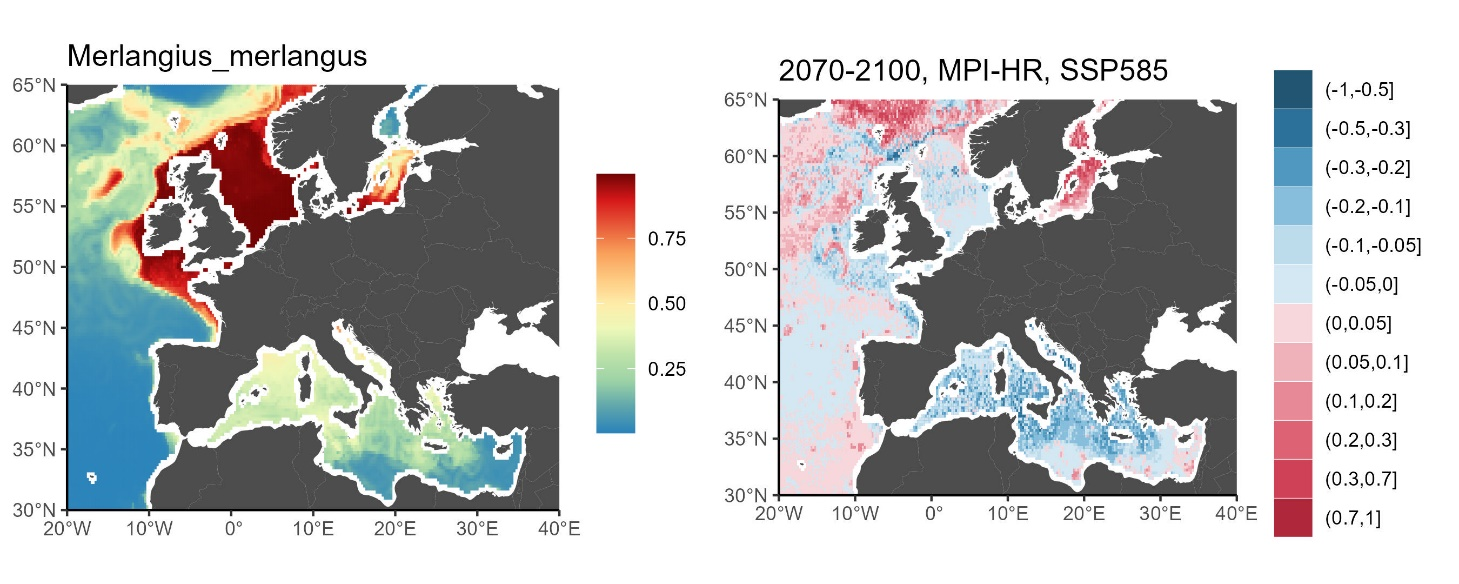 Merlangius_merlangus
65°N
60°N
55°N
50°N
45°N
40°N
35°N
30°N
20°W
10°W
0°
10°E
20°E
30°E
40°E
0.75
0.50
0.25
2070-2100, MPI-HR, SSP585
65°N
60°N
55°N
50°N
45°N
40°N
35°N
30°N
20°W
10°W
0°
10°E
20°E
30°E
40°E
(-1,-0.5]
(-0.5,-0.3]
(-0.3,-0.2]
(-0.2,-0.1]
(-0.1,-0.05]
(-0.05,0]
(0,0.05]
(0.05,0.1]
(0.1,0.2]
(0.2,0.3]
(0.3,0.7]
(0.7,1]